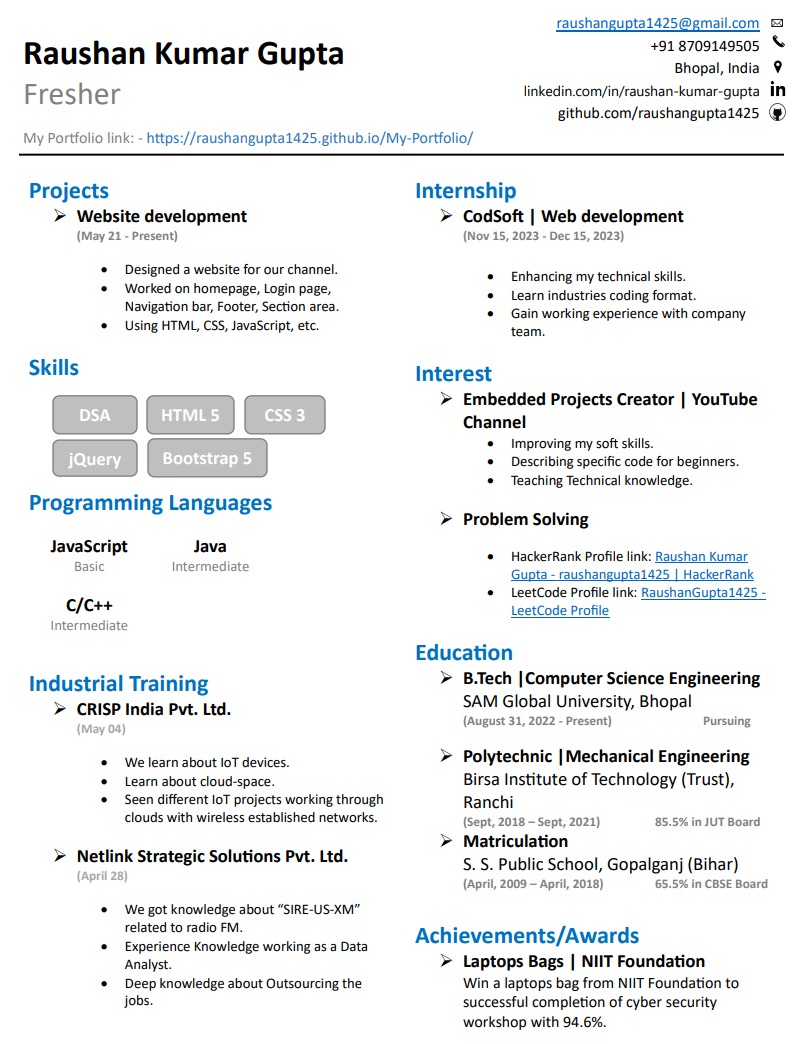 raushangupta1425@gmail.com
+91 8709149505
Bhopal, India
linkedin.com/in/raushan-kumar-gupta
github.com/raushangupta1425
Raushan Kumar Gupta
Fresher
My Portfolio link: - https://raushangupta1425.github.io/My-Portfolio/
Projects
Website development
(May 21 - Present)
Designed a website for our channel.
Worked on homepage, Login page,
Navigation bar, Footer, Section area.
Using HTML, CSS, JavaScript, etc.
Skills
DSA
HTML 5
CSS 3
jQuery
Bootstrap 5
Programming Languages
JavaScript
Basic
Java
Intermediate
C/C++
Intermediate
Industrial Training
CRISP India Pvt. Ltd.
(May 04)
We learn about IoT devices.
Learn about cloud-space.
Seen different IoT projects working through
clouds with wireless established networks.
Netlink Strategic Solutions Pvt. Ltd.
(April 28)
We got knowledge about “SIRE-US-XM”
related to radio FM.
Experience Knowledge working as a Data
Analyst.
Deep knowledge about Outsourcing the
jobs.
Internship
CodSoft | Web development
(Nov 15, 2023 - Dec 15, 2023)
Enhancing my technical skills.
Learn industries coding format.
Gain working experience with company
team.
Interest
Embedded Projects Creator | YouTube
Channel
Improving my soft skills.
Describing specific code for beginners.
Teaching Technical knowledge.
Problem Solving
HackerRank Profile link: Raushan Kumar
Gupta - raushangupta1425 | HackerRank
LeetCode Profile link: RaushanGupta1425 -
LeetCode Profile
Education
B.Tech |Computer Science Engineering
SAM Global University, Bhopal
(August 31, 2022 - Present) Pursuing
Polytechnic |Mechanical Engineering
Birsa Institute of Technology (Trust),
Ranchi
(Sept, 2018 – Sept, 2021) 85.5% in JUT Board
Matriculation
S. S. Public School, Gopalganj (Bihar)
(April, 2009 – April, 2018) 65.5% in CBSE Board
Achievements/Awards
Laptops Bags | NIIT Foundation
Win a laptops bag from NIIT Foundation to
successful completion of cyber security
workshop with 94.6%.